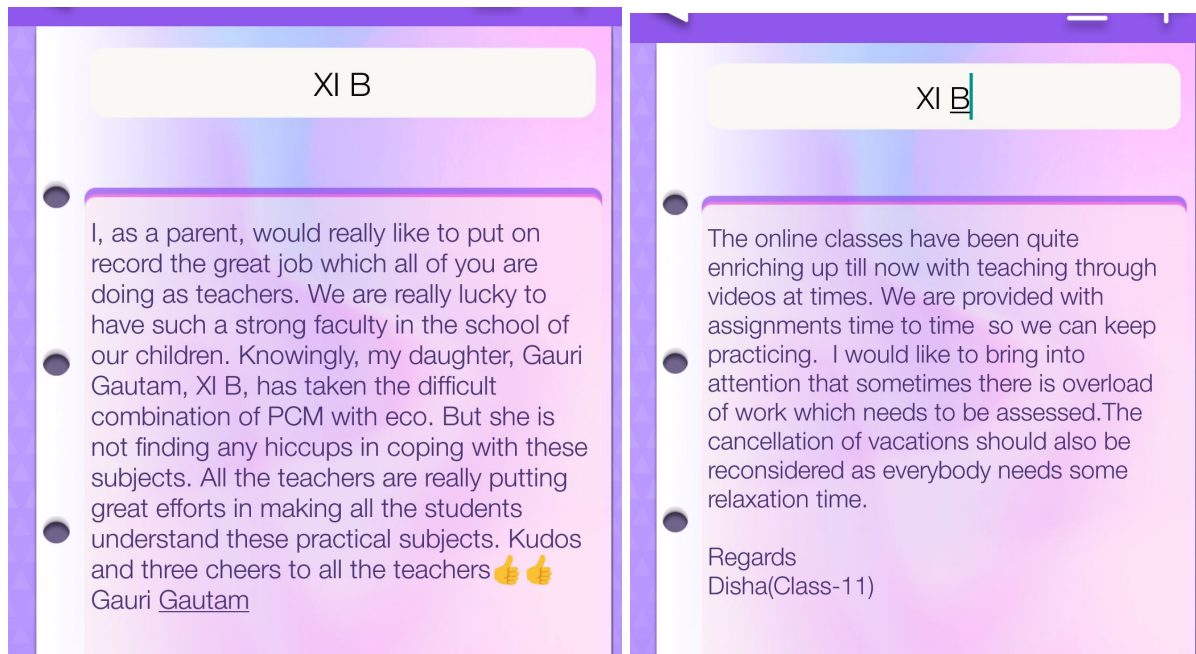 XI B
I, as a parent, would really like to put on
record the great job which all of you are
doing as teachers. We are really lucky to
have such a strong faculty in the school of
our children. Knowingly, my daughter, Gauri
Gautam, XI B, has taken the difficult
combination of PCM with eco. But she is
not finding any hiccups in coping with these
subjects. All the teachers are really putting
great efforts in making all the students
understand these practical subjects. Kudos
and three cheers to all the teachers👍👍
Gauri Gautam
XI B
The online classes have been quite
enriching up till now with teaching through
videos at times. We are provided with
assignments time to time  so we can keep
practicing.  I would like to bring into
attention that sometimes there is overload
of work which needs to be assessed.The
cancellation of vacations should also be
reconsidered as everybody needs some
relaxation time.
Regards
Disha(Class-11)